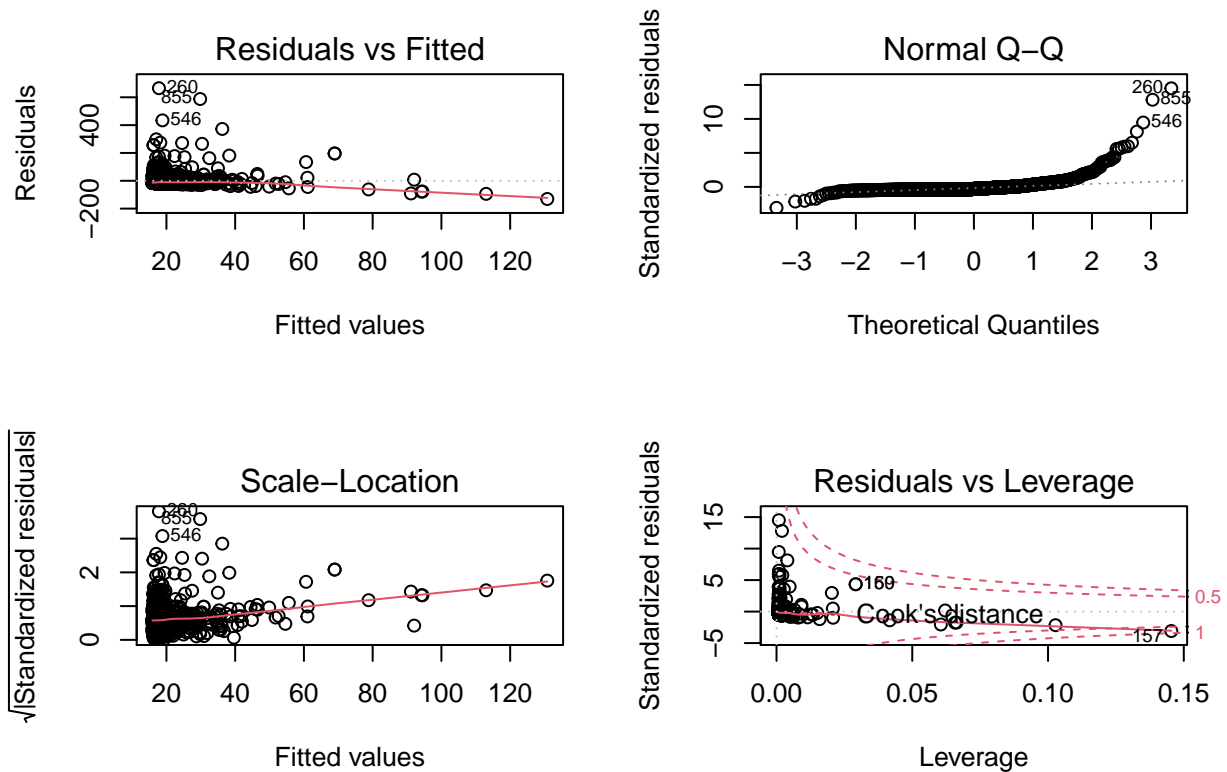 Residuals vs Fitted
Residuals
−200
400
260
855
546
20 40 60 80 100 120
Fitted values
Normal Q−Q
Standardized residuals
0
10
260
855
546
−3 −2 −1 0 1 2 3
Theoretical Quantiles
Scale−Location
√|Standardized residuals|
0
2
260
855
546
20 40 60 80 100 120
Fitted values
Residuals vs Leverage
Standardized residuals
−5
5
15
Cook's distance
157
0.5
1
0.00 0.05 0.10 0.15
Leverage